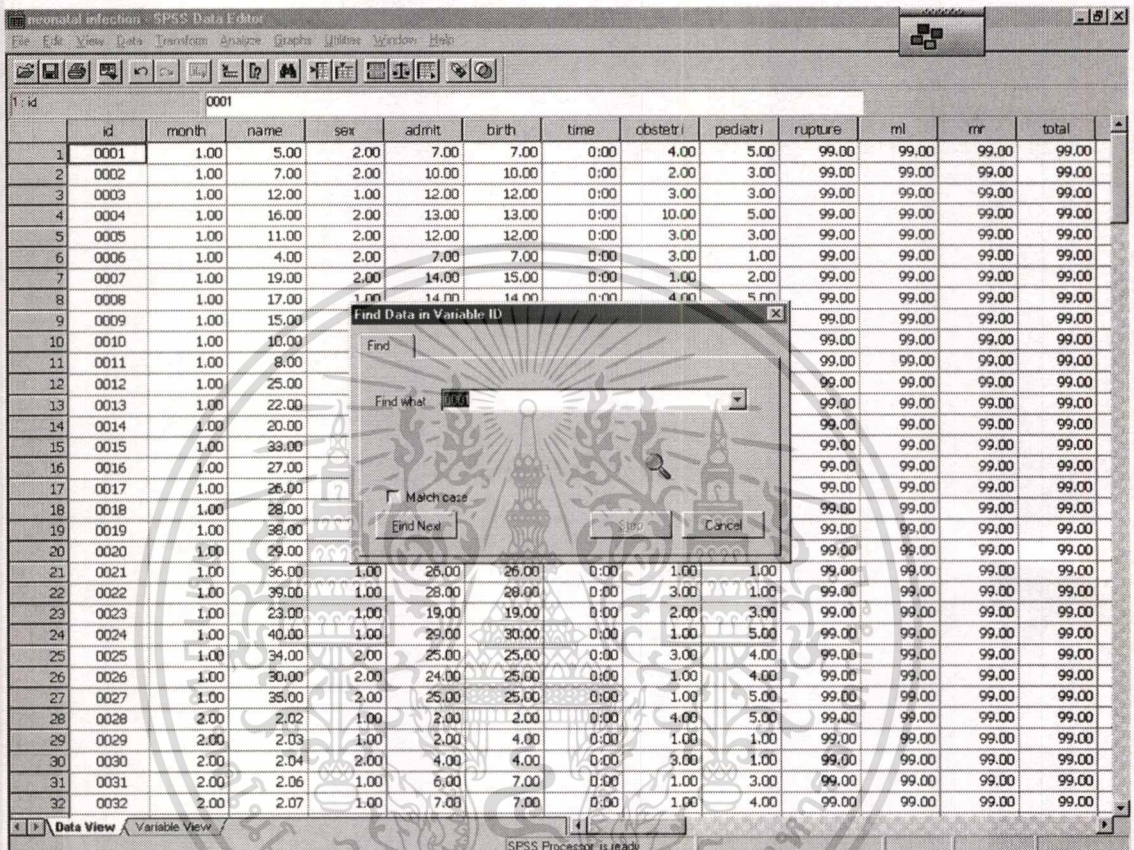 neonatal infection - SPSS Data Editor
File Edit View Data Transform Analyze Graphs Utilities Window Help
1 : id 0001
id month name sex admit birth time obstetri pediatri rupture ml mr total
1 0001 1.00 5.00 2.00 7.00 7.00 0:00 4.00 5.00 99.00 99.00 99.00 99.00
2 0002 1.00 7.00 2.00 10.00 10.00 0:00 2.00 3.00 99.00 99.00 99.00 99.00
3 0003 1.00 12.00 1.00 12.00 12.00 0:00 3.00 3.00 99.00 99.00 99.00 99.00
4 0004 1.00 16.00 2.00 13.00 13.00 0:00 10.00 5.00 99.00 99.00 99.00 99.00
5 0005 1.00 11.00 2.00 12.00 12.00 0:00 3.00 3.00 99.00 99.00 99.00 99.00
6 0006 1.00 4.00 2.00 7.00 7.00 0:00 3.00 1.00 99.00 99.00 99.00 99.00
7 0007 1.00 19.00 2.00 14.00 15.00 0:00 1.00 2.00 99.00 99.00 99.00 99.00
8 0008 1.00 17.00 1.00 14.00 14.00 0:00 4.00 5.00 99.00 99.00 99.00 99.00
9 0009 1.00 15.00 99.00 99.00 99.00 99.00
10 0010 1.00 10.00 99.00 99.00 99.00 99.00
11 0011 1.00 8.00 99.00 99.00 99.00 99.00
12 0012 1.00 25.00 99.00 99.00 99.00 99.00
13 0013 1.00 22.00 99.00 99.00 99.00 99.00
14 0014 1.00 20.00 99.00 99.00 99.00 99.00
15 0015 1.00 33.00 99.00 99.00 99.00 99.00
16 0016 1.00 27.00 99.00 99.00 99.00 99.00
17 0017 1.00 26.00 99.00 99.00 99.00 99.00
18 0018 1.00 28.00 99.00 99.00 99.00 99.00
19 0019 1.00 38.00 99.00 99.00 99.00 99.00
20 0020 1.00 29.00 99.00 99.00 99.00 99.00
Find Data in Variable ID
Find
Find what
Match case
Find Next Stop Cancel
21 0021 1.00 36.00 1.00 26.00 26.00 0:00 1.00 1.00 99.00 99.00 99.00 99.00
22 0022 1.00 39.00 1.00 28.00 28.00 0:00 3.00 1.00 99.00 99.00 99.00 99.00
23 0023 1.00 23.00 1.00 19.00 19.00 0:00 2.00 3.00 99.00 99.00 99.00 99.00
24 0024 1.00 40.00 1.00 29.00 30.00 0:00 1.00 5.00 99.00 99.00 99.00 99.00
25 0025 1.00 34.00 2.00 25.00 25.00 0:00 3.00 4.00 99.00 99.00 99.00 99.00
26 0026 1.00 30.00 2.00 24.00 25.00 0:00 1.00 4.00 99.00 99.00 99.00 99.00
27 0027 1.00 35.00 2.00 25.00 25.00 0:00 1.00 5.00 99.00 99.00 99.00 99.00
28 0028 2.00 2.02 1.00 2.00 2.00 0:00 4.00 5.00 99.00 99.00 99.00 99.00
29 0029 2.00 2.03 1.00 2.00 4.00 0:00 1.00 1.00 99.00 99.00 99.00 99.00
30 0030 2.00 2.04 2.00 4.00 4.00 0:00 3.00 1.00 99.00 99.00 99.00 99.00
31 0031 2.00 2.06 1.00 6.00 7.00 0:00 1.00 3.00 99.00 99.00 99.00 99.00
32 0032 2.00 2.07 1.00 7.00 7.00 0:00 1.00 4.00 99.00 99.00 99.00 99.00
Data View Variable View
SPSS Processor is ready